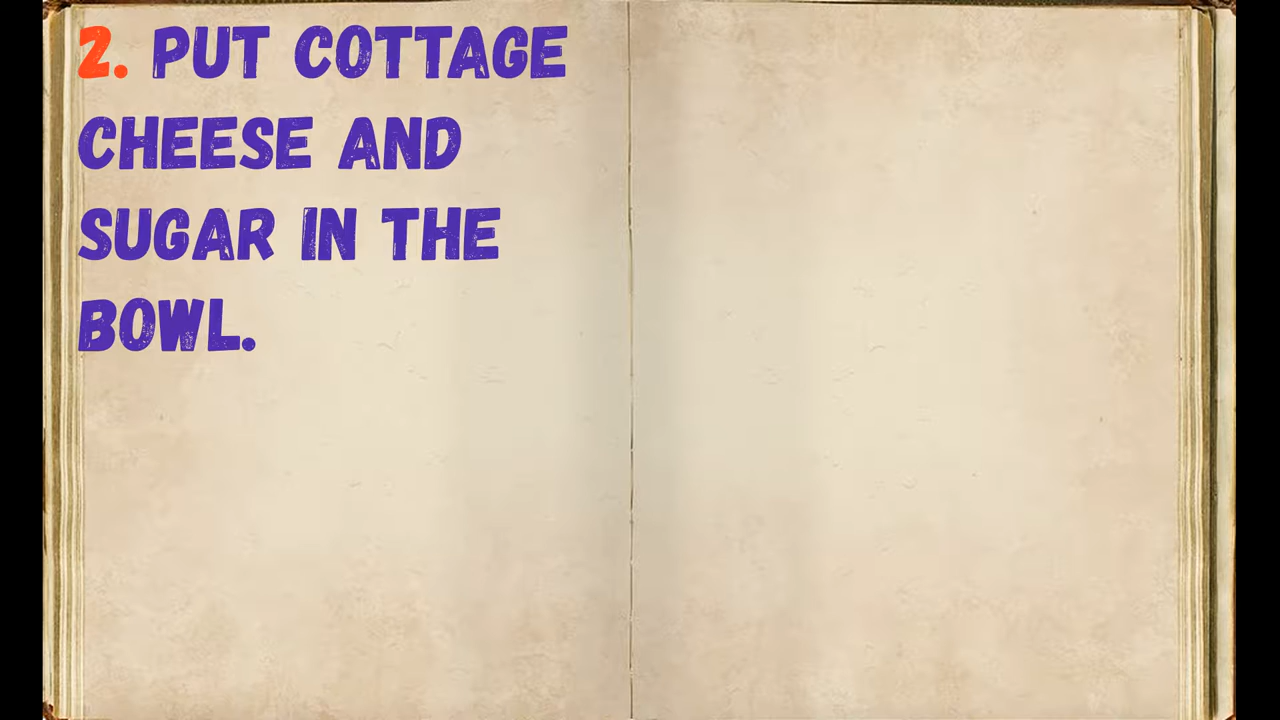 2. PUT COTTAGE
CHEESE AND
SUGAR IN THE
BOWL.